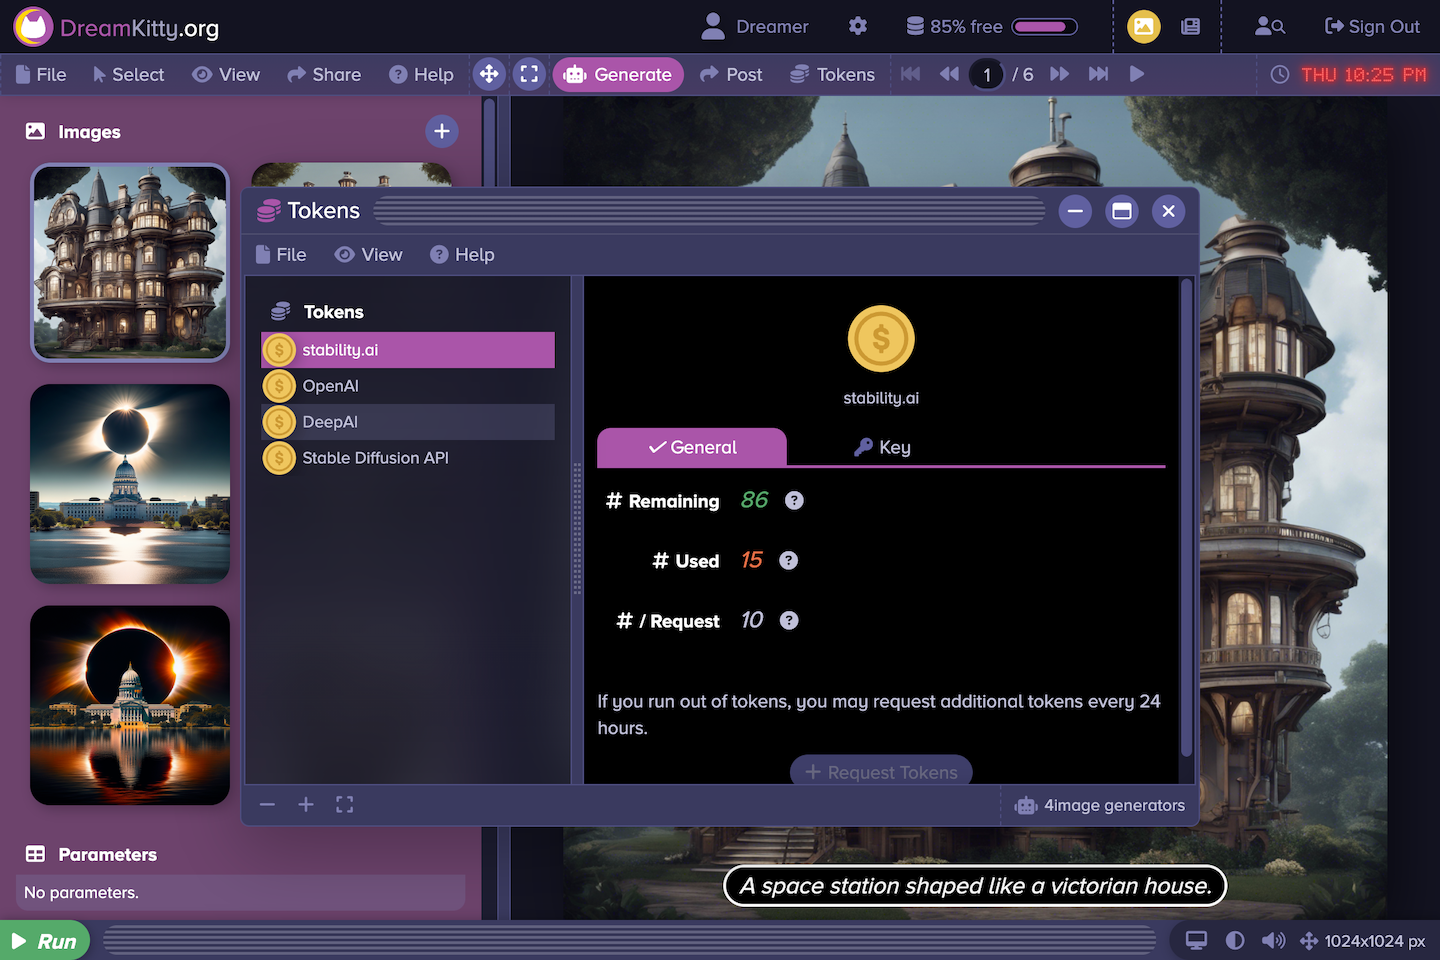 DreamKitty.org
Dreamer
85% free
Sign Out
File Select View Share Help Generate Post Tokens 1 / 6 THU 10:25 PM
Images
Tokens
File View Help
Tokens
stability.ai
OpenAI
DeepAI
Stable Diffusion API
$
stability.ai
General Key
# Remaining 86 ?
# Used 15 ?
# / Request 10 ?
If you run out of tokens, you may request additional tokens every 24
hours.
+ Request Tokens
4image generators
Parameters
No parameters.
A space station shaped like a victorian house.
Run
1024x1024 px